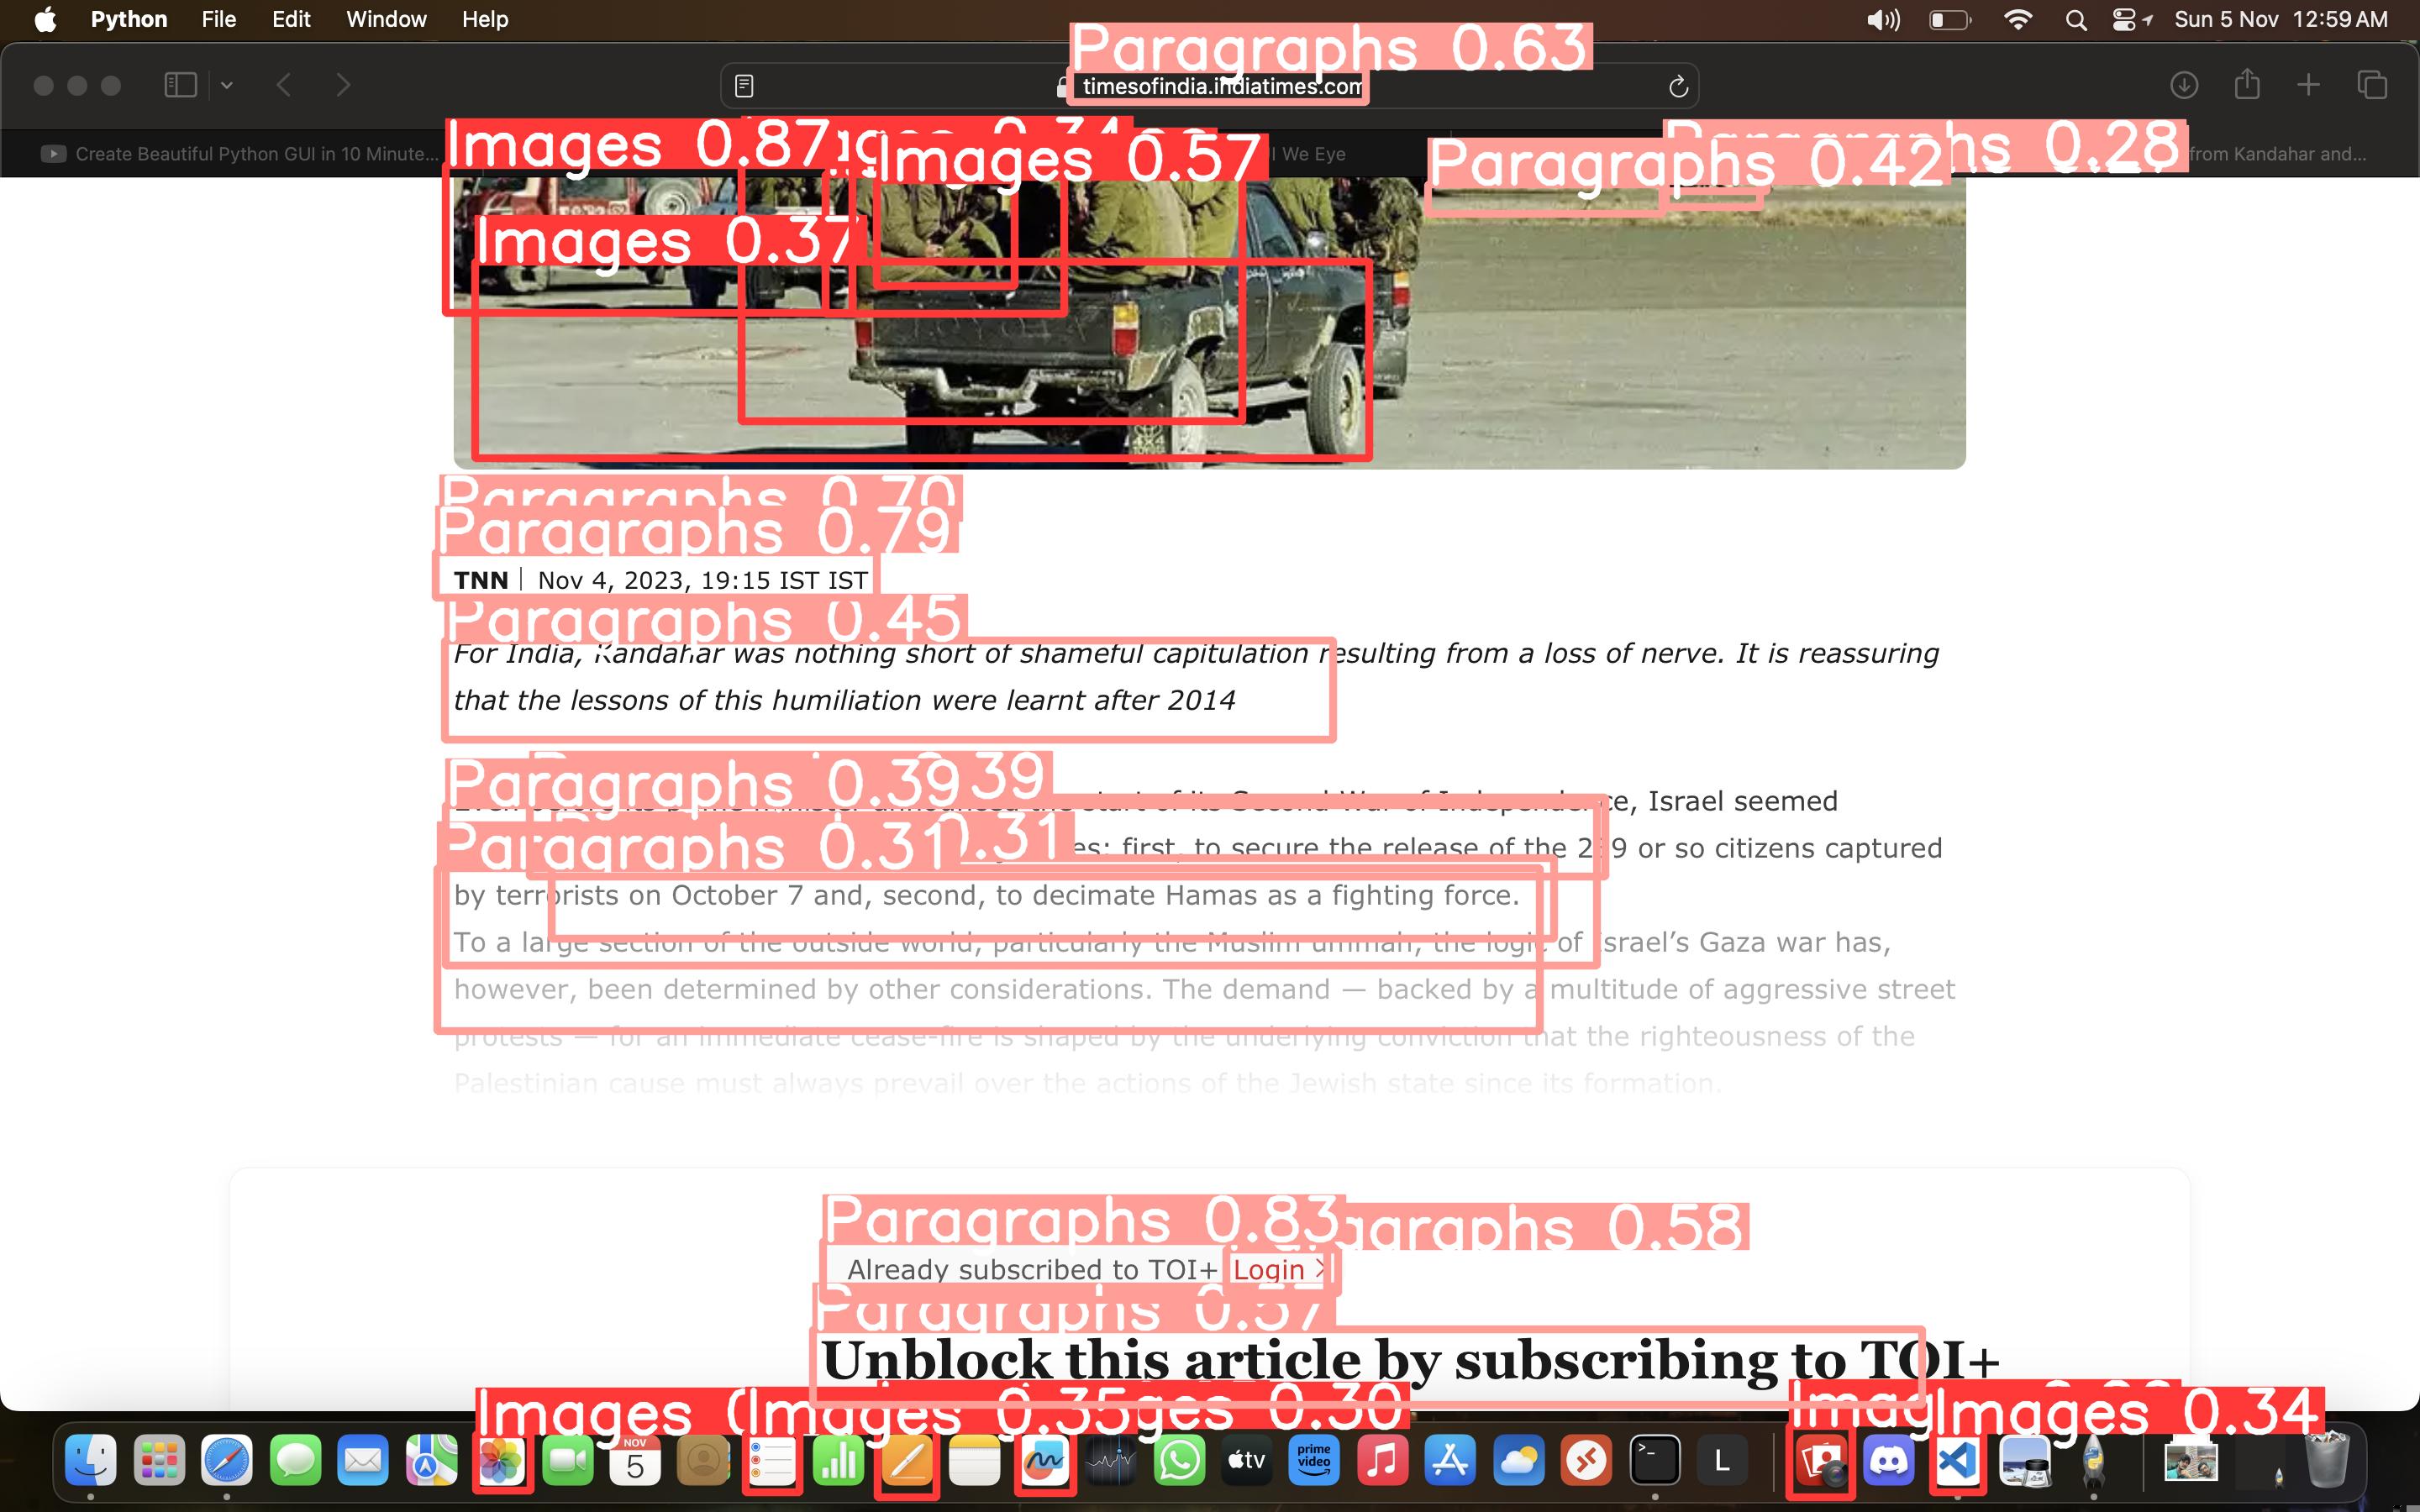 Python File Edit Window Help
Sun 5 Nov 12:59 AM
Paragraphs 0.63
timesofindia.indiatimes.com
Create Beautiful Python GUI in 10 Minute...
Images 0.87
Images 0.57
We Eye
Paragraphs 0.42
0.28
from Kandahar and...
Images 0.37
Paragraphs 0.70
Paragraphs 0.79
TNN | Nov 4, 2023, 19:15 IST IST
Paragraphs 0.45
For India, Kandahar was nothing short of shameful capitulation resulting from a loss of nerve. It is reassuring
that the lessons of this humiliation were learnt after 2014
Paragraphs 0.39 39
start of its Second War of Independence, Israel seemed
Paragraphs 0.31 0.31
first, to secure the release of the or so citizens captured
by terrorists on October 7 and, second, to decimate Hamas as a fighting force.
To a large section of the outside world, particularly the Muslim ummah, the logic of Israel’s Gaza war has,
however, been determined by other considerations. The demand — backed by a multitude of aggressive street
protests — for an immediate cease-fire is shaped by the underlying conviction that the righteousness of the
Palestinian cause must always prevail over the actions of the Jewish state since its formation.
Paragraphs 0.83
0.58
Already subscribed to TOI+ Login >
Paragraphs 0.57
Unblock this article by subscribing to TOI+
Images
Images 0.35
0.30
Images 0.34
NOV
5
tv
prime video
L